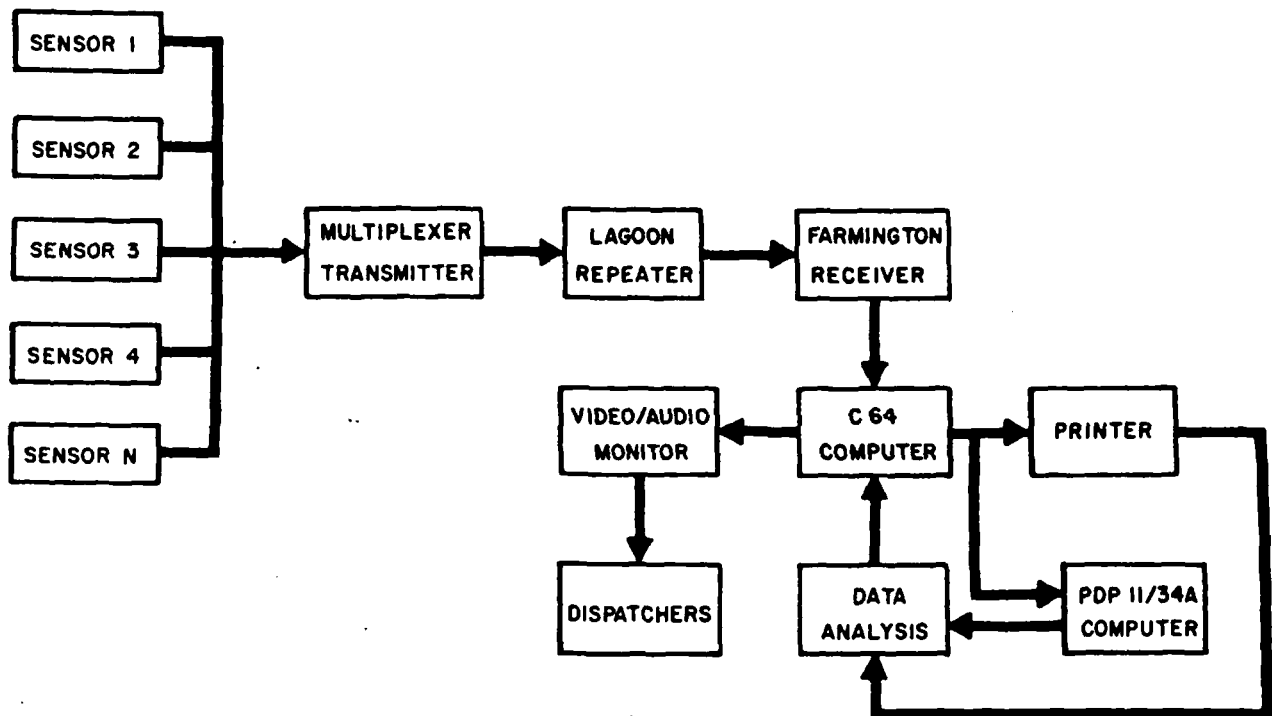 SENSOR 1
SENSOR 2
SENSOR 3
SENSOR 4
SENSOR N
MULTIPLEXER
TRANSMITTER
LAGOON
REPEATER
FARMINGTON
RECEIVER
VIDEO/AUDIO
MONITOR
C 64
COMPUTER
PRINTER
DISPATCHERS
DATA
ANALYSIS
PDP 11/34A
COMPUTER